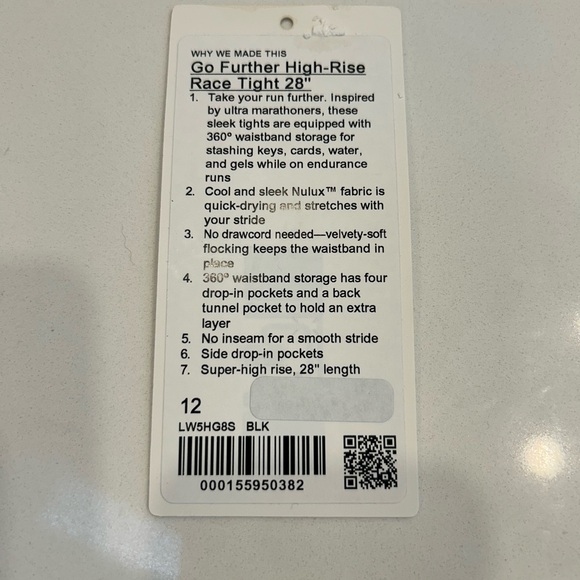 WHY WE MADE THIS
Go Further High-Rise
Race Tight 28"
1. Take your run further. Inspired
by ultra marathoners, these
sleek tights are equipped with
360º waistband storage for
stashing keys, cards, water,
and gels while on endurance
runs
2. Cool and sleek Nulux™ fabric is
quick-drying and stretches with
your stride
3. No drawcord needed—velvety-soft
flocking keeps the waistband in
place
4. 360º waistband storage has four
drop-in pockets and a back
tunnel pocket to hold an extra
layer
5. No inseam for a smooth stride
6. Side drop-in pockets
7. Super-high rise, 28" length
12
LW5HG8S BLK
000155950382